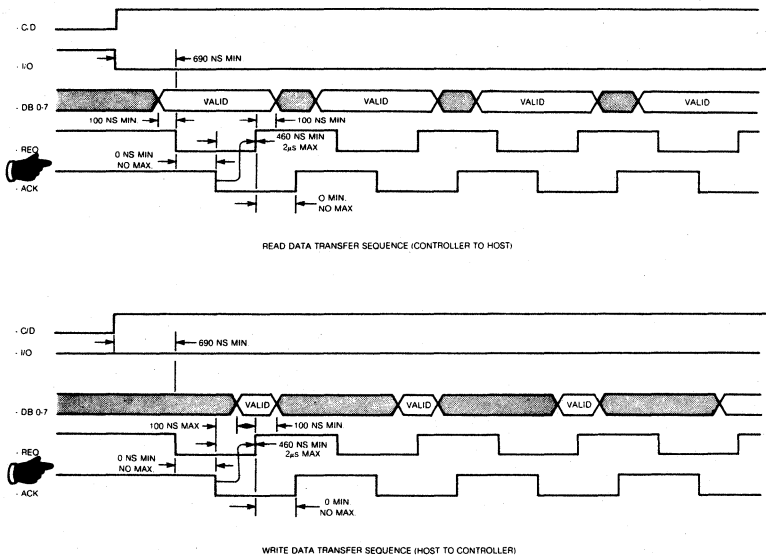 - C.D
- I/O
690 NS MIN
- DB 0-7
VALID
VALID
VALID
VALID
100 NS MIN.
100 NS MIN
- REQ
460 NS MIN
2µs MAX
0 NS MIN
NO MAX.
- ACK
O MIN.
NO MAX
READ DATA TRANSFER SEQUENCE (CONTROLLER TO HOST)
- C/D
- I/O
690 NS MIN.
- DB 0-7
VALID
VALID
VALID
100 NS MAX
100 NS MIN
- REQ
460 NS MIN
2µs MAX
0 NS MIN
NO MAX.
- ACK
0 MIN.
NO MAX.
WRITE DATA TRANSFER SEQUENCE (HOST TO CONTROLLER)